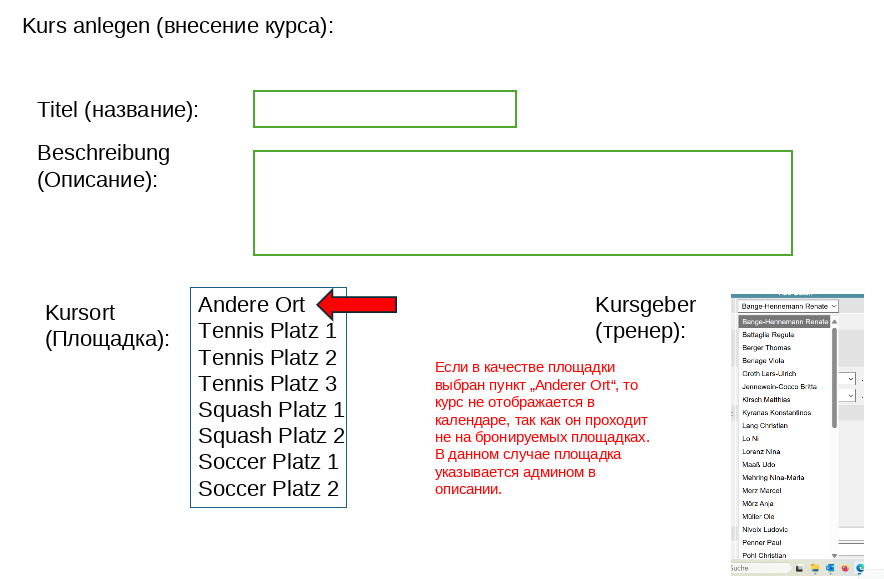 Kurs anlegen (внесение курса):
Titel (название):
Beschreibung
(Описание):
Kursort
(Площадка):
Andere Ort
Tennis Platz 1
Tennis Platz 2
Tennis Platz 3
Squash Platz 1
Squash Platz 2
Soccer Platz 1
Soccer Platz 2
Если в качестве площадки
выбран пункт „Anderer Ort“, то
курс не отображается в
календаре, так как он проходит
не на бронируемых площадках.
В данном случае площадка
указывается админом в
описании.
Kursgeber
(тренер):
Bange-Hennemann Renate
Bange-Hennemann Renate
Battaglia Regula
Berger Thomas
Benage Viola
Groth Lars-Ulrich
Jennewein-Cocco Britta
Kirsch Matthias
Kyranas Konstantinos
Lang Christian
Lo Ni
Lorenz Nina
Maaß Udo
Mehring Nina-Maria
Merz Marcel
Mörz Anja
Müller Ole
Nivoix Ludovic
Penner Paul
Pohl Christian
Suche